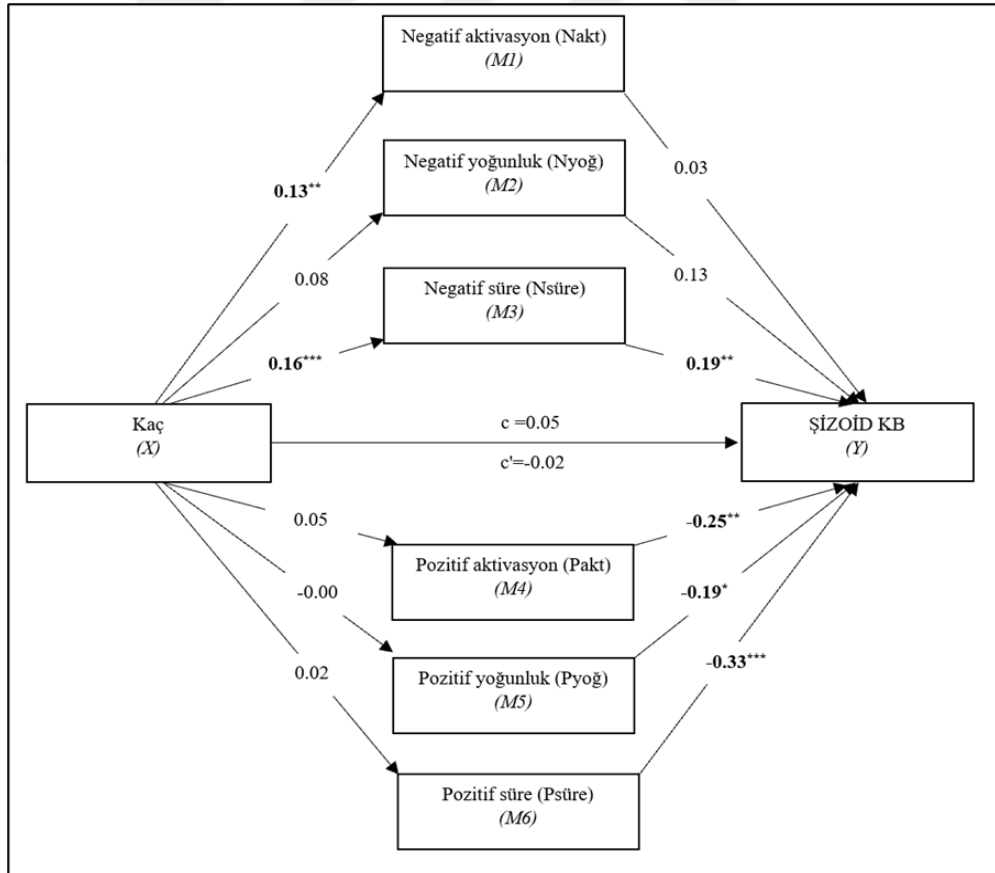 Negatif aktivasyon (Nakt)
(M1)
Negatif yoğunluk (Nyoğ)
(M2)
0.03
0.13**
0.08
0.13
Negatif süre (Nsüre)
(M3)
0.16***
0.19**
Kaç
(X)
c =0.05
c'=-0.02
ŞİZOİD KB
(Y)
0.05
-0.25**
Pozitif aktivasyon (Pakt)
(M4)
-0.00
-0.19*
Pozitif yoğunluk (Pyoğ)
(M5)
0.02
-0.33***
Pozitif süre (Psüre)
(M6)